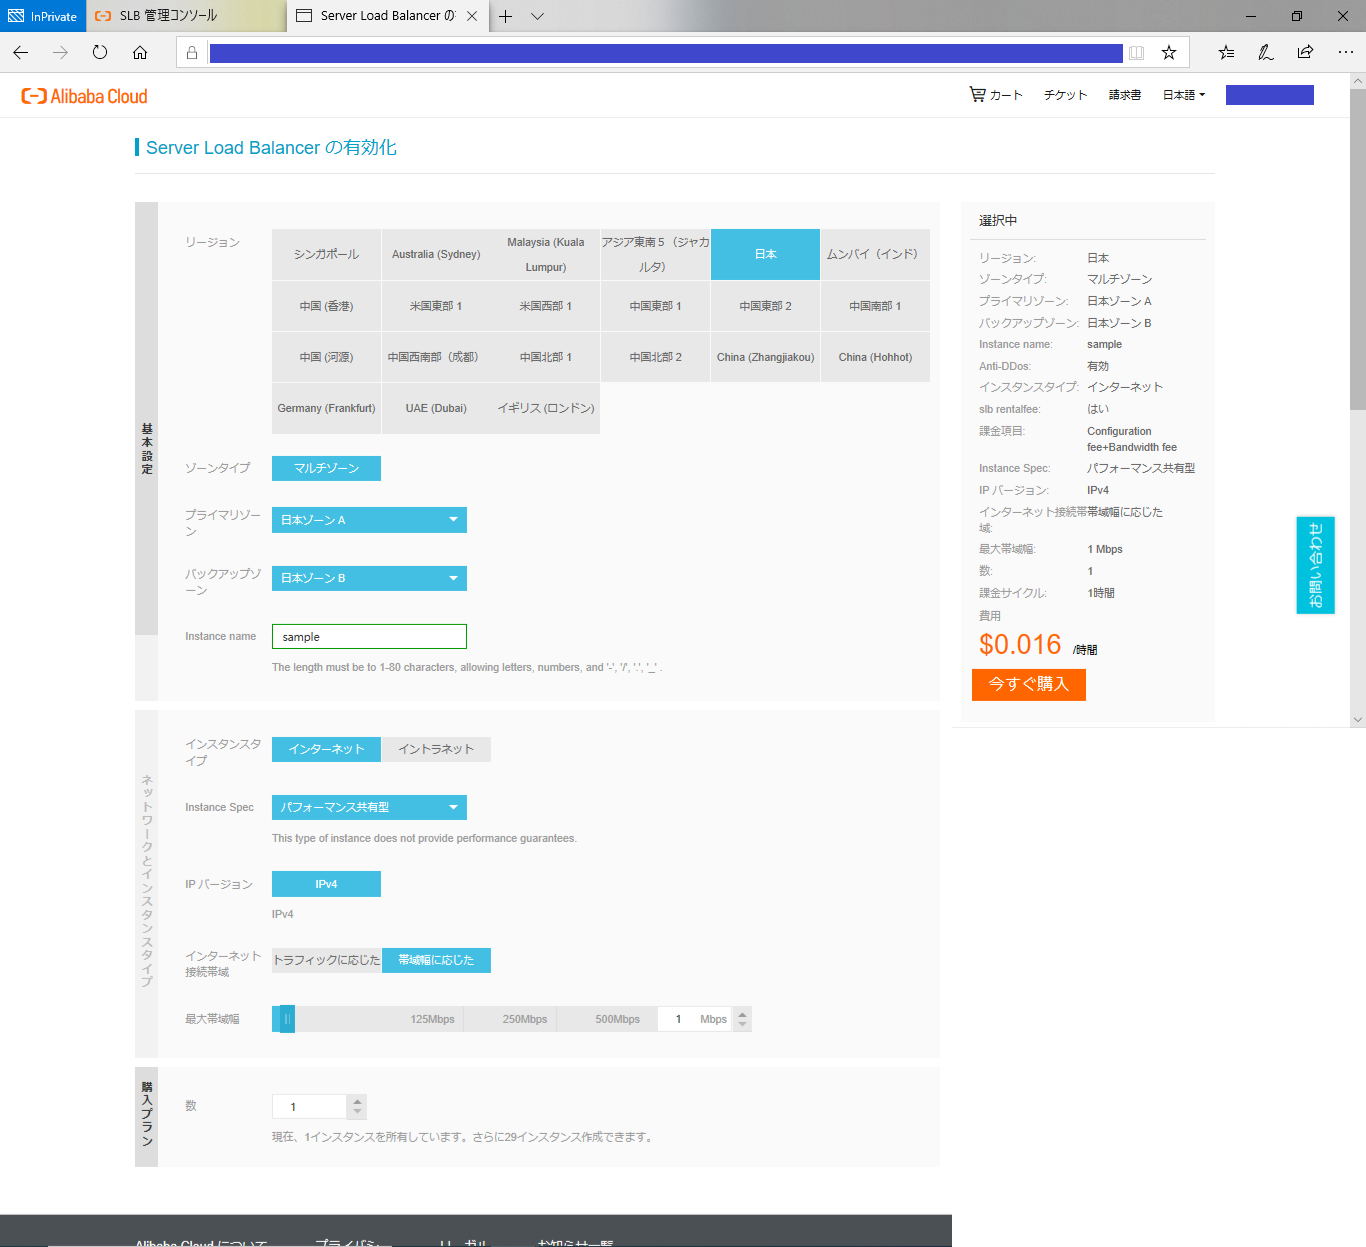 InPrivate
SLB 管理コンソール
Server Load Balancer の
Alibaba Cloud
カート
チケット
請求書
日本語
Server Load Balancer の有効化
基本設定
リージョン
シンガポール
Australia (Sydney)
Malaysia (Kuala
Lumpur)
アジア東南 5 （ジャカ
ルタ）
日本
ムンバイ（インド）
中国 (香港)
米国東部 1
米国西部 1
中国東部 1
中国東部 2
中国南部 1
中国 (河源)
中国西南部（成都）
中国北部 1
中国北部 2
China (Zhangjiakou)
China (Hohhot)
Germany (Frankfurt)
UAE (Dubai)
イギリス (ロンドン)
ゾーンタイプ
マルチゾーン
プライマリゾー
ン
日本ゾーン A
バックアップゾ
ーン
日本ゾーン B
Instance name
sample
The length must be to 1-80 characters, allowing letters, numbers, and '-', '/', '.', '_' .
ネットワークとインスタンスタイプ
インスタンスタ
イプ
インターネット
イントラネット
Instance Spec
パフォーマンス共有型
This type of instance does not provide performance guarantees.
IP バージョン
IPv4
IPv4
インターネット
接続帯域
トラフィックに応じた
帯域幅に応じた
最大帯域幅
125Mbps
250Mbps
500Mbps
1
Mbps
購入プラン
数
1
現在、1インスタンスを所有しています。さらに29インスタンス作成できます。
選択中
リージョン: 日本
ゾーンタイプ: マルチゾーン
プライマリゾーン: 日本ゾーン A
バックアップゾーン: 日本ゾーン B
Instance name: sample
Anti-DDos: 有効
インスタンスタイプ: インターネット
slb rentalfee: はい
課金項目: Configuration
fee+Bandwidth fee
Instance Spec: パフォーマンス共有型
IP バージョン: IPv4
インターネット接続帯 帯域幅に応じた
域:
最大帯域幅: 1 Mbps
数: 1
課金サイクル: 1時間
費用
$0.016 /時間
今すぐ購入
お問い合わせ
Alibaba Cloud について
プライバシー
リーガル
お知らせ一覧